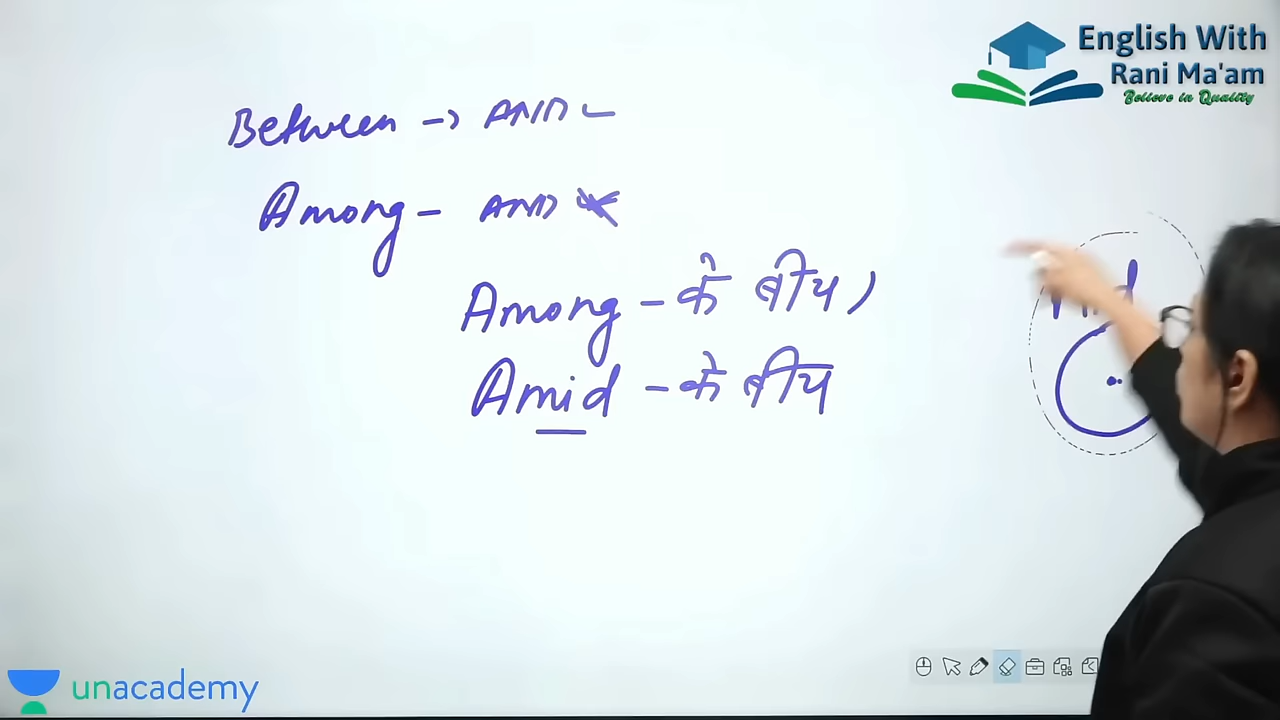 English With
Rani Ma'am
Believe in Quality
Between → AND
Among – AND
Among – के बीच
Amid – के बीच
unacademy